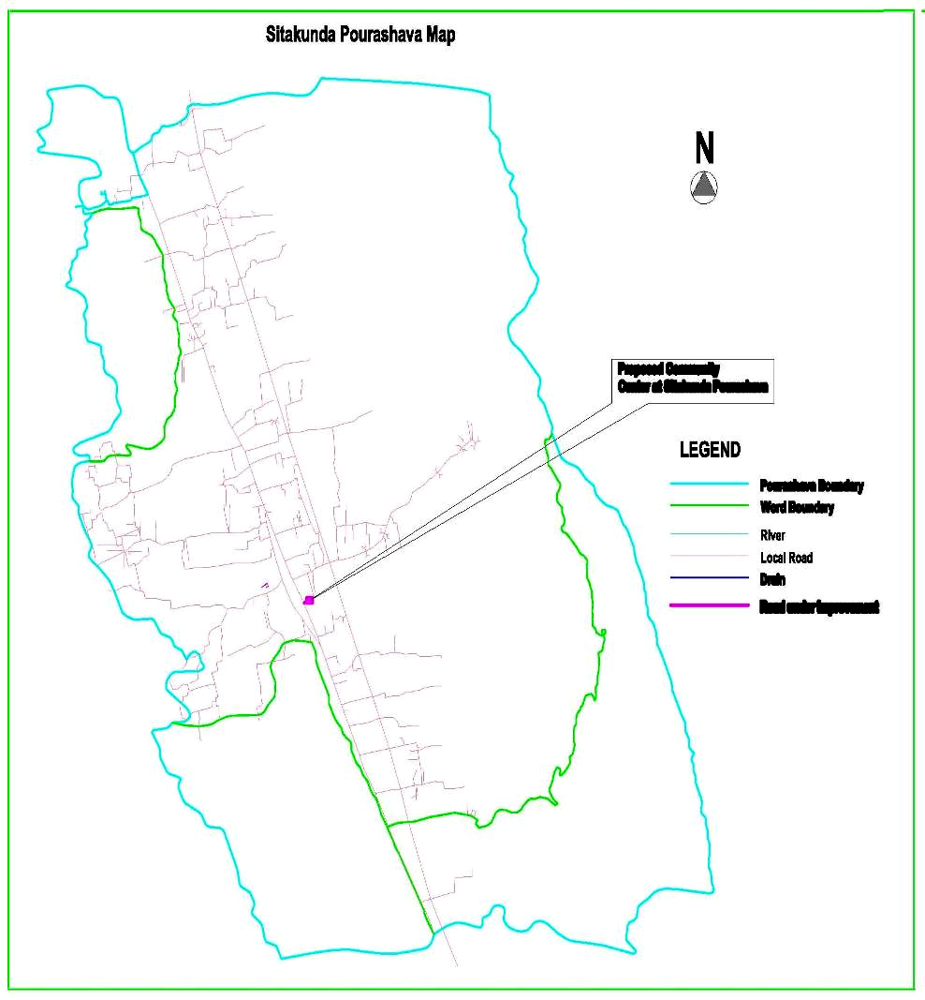 Sitakunda Pourashava Map
N
Proposed Community
Center at Sitakunda Pourashava
LEGEND
Pourashava Boundary
Word Boundary
River
Local Road
Drain
Road under Improvement